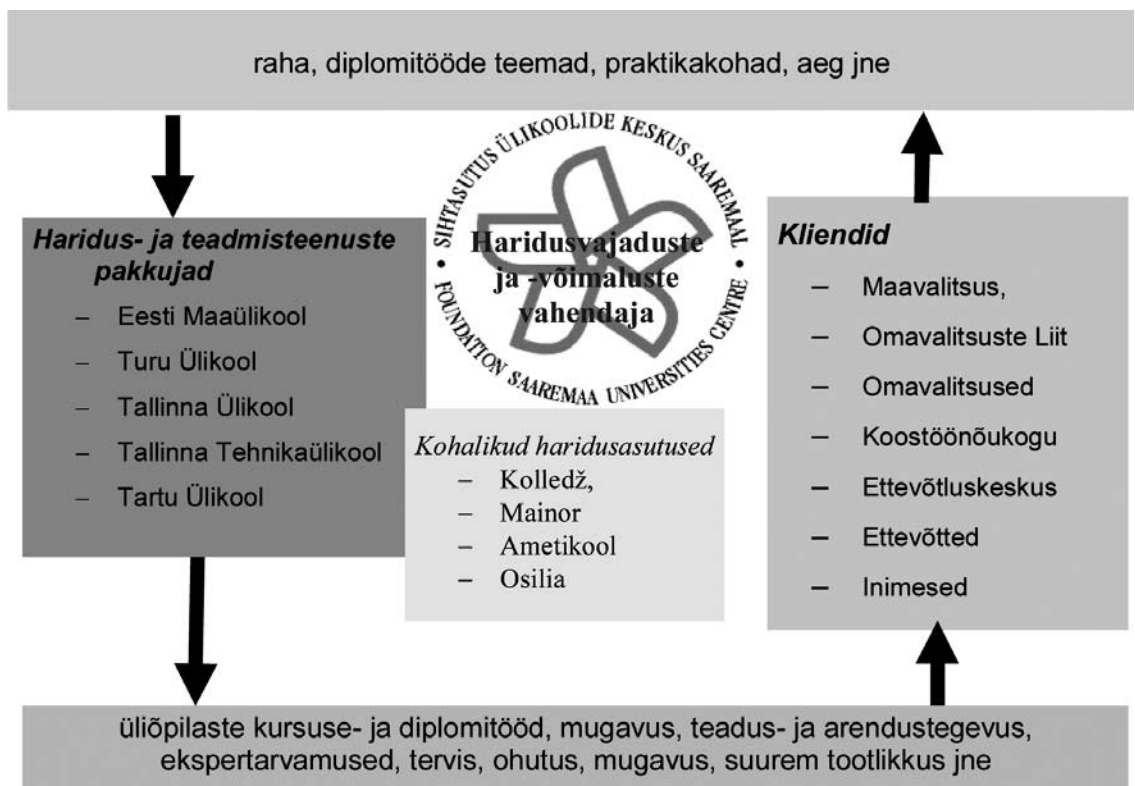 raha, diplomitööde teemad, praktikakohad, aeg jne
SIHTASUTUS ÜLIKOOLIDE KESKUS SAAREMAAL
• FOUNDATION SAAREMAA UNIVERSITIES CENTRE •
Haridusvajaduste
ja -võimaluste
vahendaja
Haridus- ja teadmisteenuste
pakkujad
– Eesti Maaülikool
– Turu Ülikool
– Tallinna Ülikool
– Tallinna Tehnikaülikool
– Tartu Ülikool
Kohalikud haridusasutused
– Kolledž,
– Mainor
– Ametikool
– Osilia
Kliendid
– Maavalitsus,
– Omavalitsuste Liit
– Omavalitsused
– Koostöönõukogu
– Ettevõtluskeskus
– Ettevõtted
– Inimesed
üliõpilaste kursuse- ja diplomitööd, mugavus, teadus- ja arendustegevus,
ekspertarvamused, tervis, ohutus, mugavus, suurem tootlikkus jne